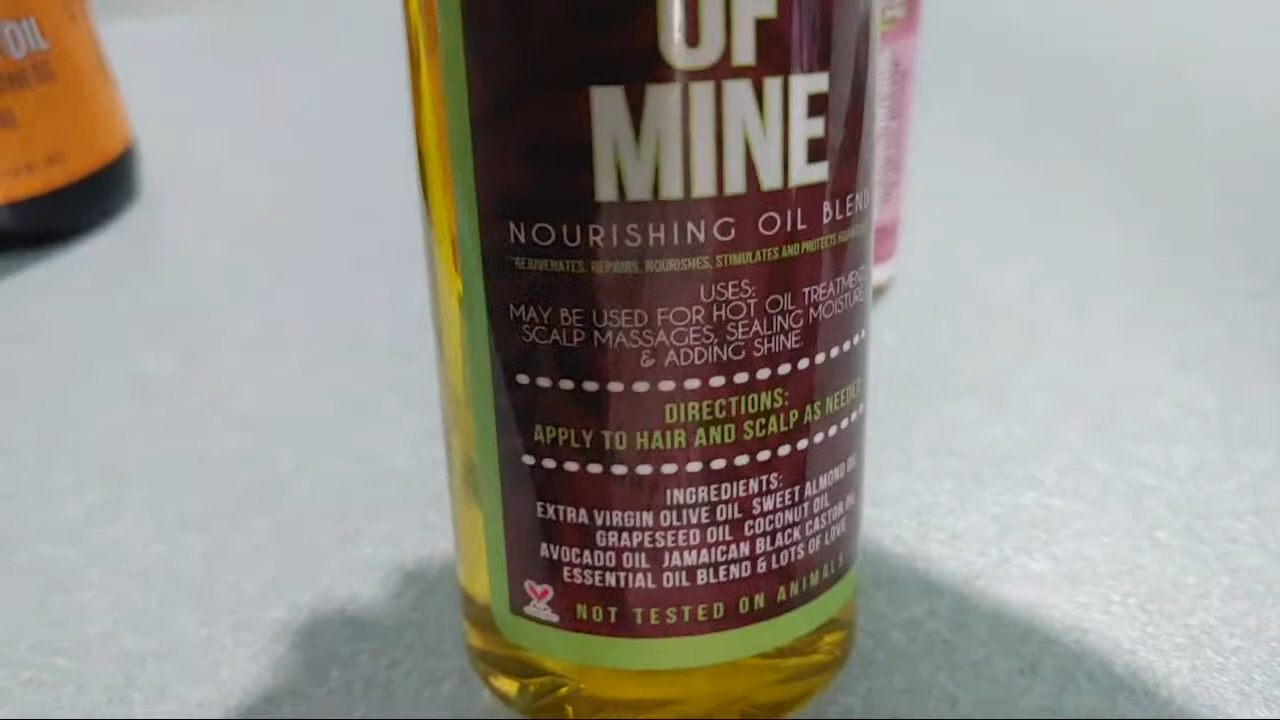 OIL
OF
MINE
NOURISHING OIL BLEND
REJUVENATES, REPAIRS, NOURISHES, STIMULATES AND PROTECTS
USES:
MAY BE USED FOR HOT OIL TREATMENT
SCALP MASSAGES, SEALING MOISTURE
& ADDING SHINE.
DIRECTIONS:
APPLY TO HAIR AND SCALP AS NEEDED
INGREDIENTS:
EXTRA VIRGIN OLIVE OIL SWEET ALMOND OIL
GRAPESEED OIL COCONUT OIL
AVOCADO OIL JAMAICAN BLACK CASTOR OIL
ESSENTIAL OIL BLEND & LOTS OF LOVE
NOT TESTED ON ANIMALS